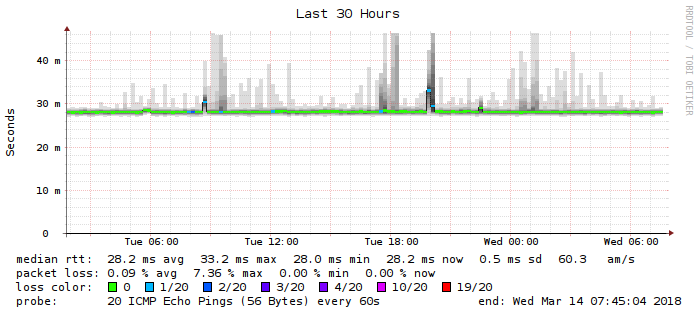 Last 30 Hours
RRDTOOL / TOBI OETIKER
Seconds
40 m
30 m
20 m
10 m
0
Tue 06:00 Tue 12:00 Tue 18:00 Wed 00:00 Wed 06:00
median rtt: 28.2 ms avg 33.2 ms max 28.0 ms min 28.2 ms now 0.5 ms sd 60.3 am/s
packet loss: 0.09 % avg 7.36 % max 0.00 % min 0.00 % now
loss color: 0 1/20 2/20 3/20 4/20 10/20 19/20
probe: 20 ICMP Echo Pings (56 Bytes) every 60s end: Wed Mar 14 07:45:04 2018